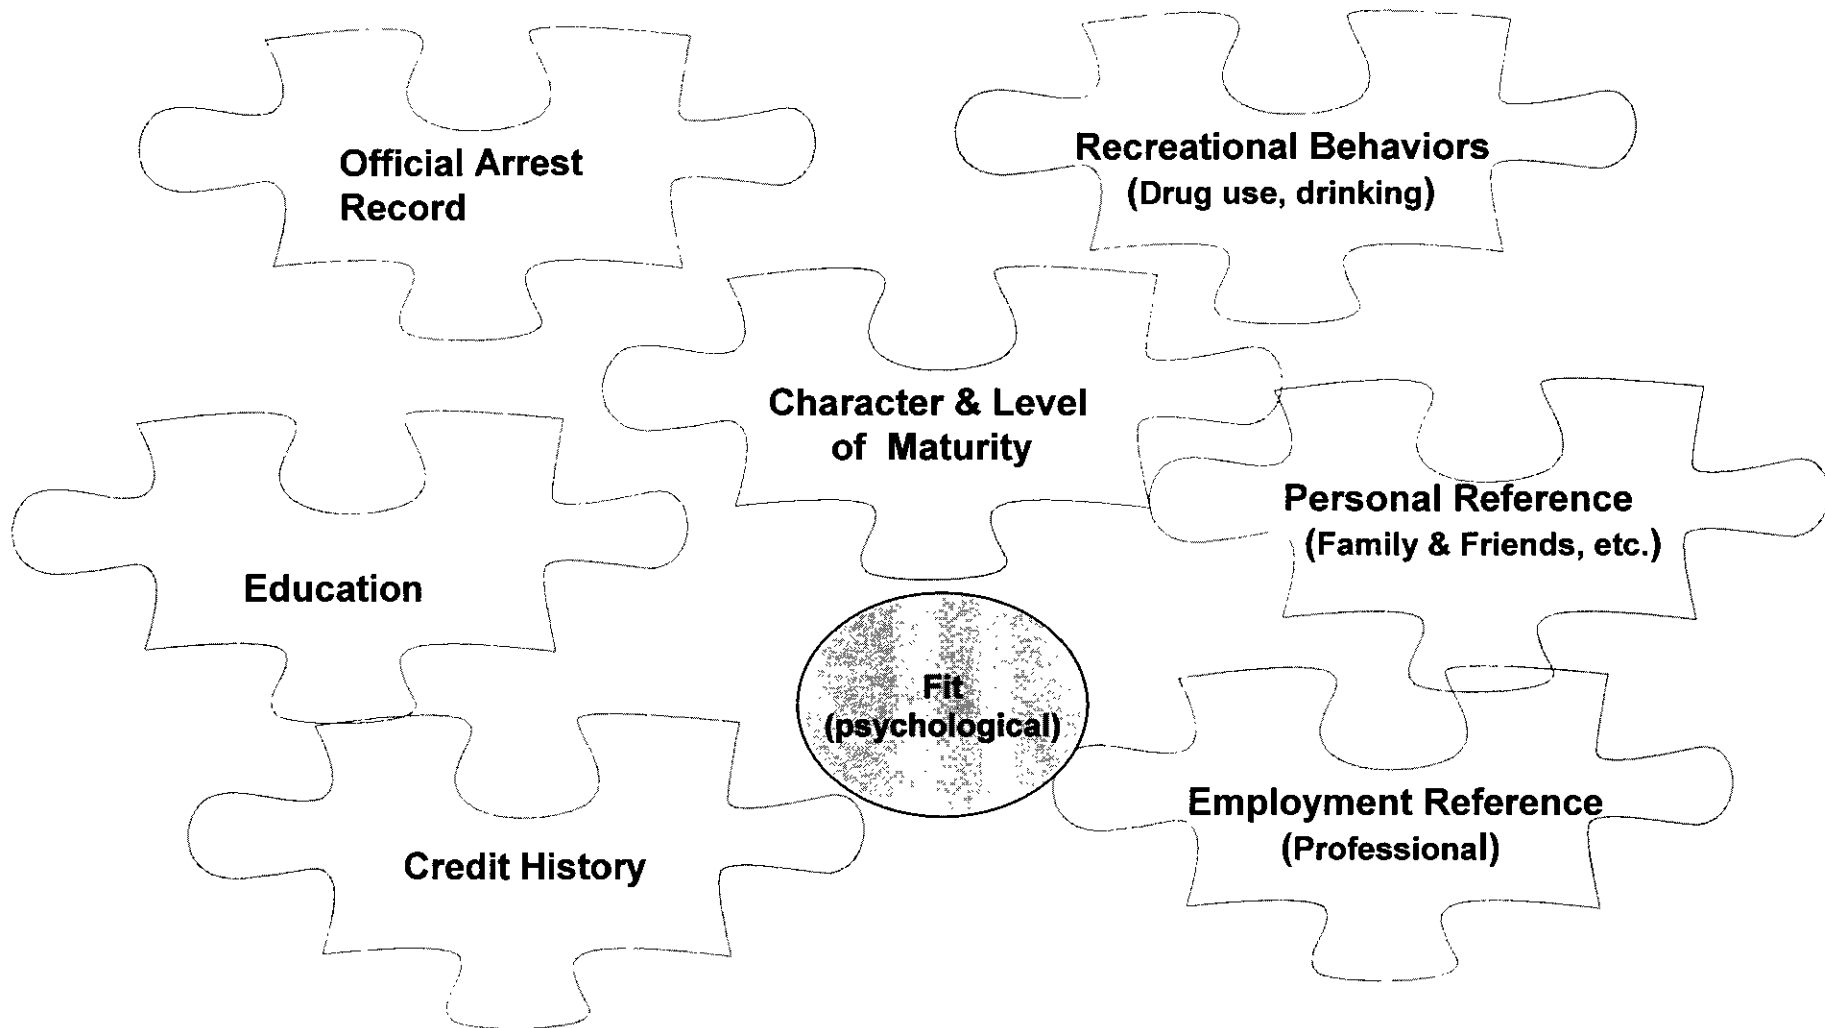 Official Arrest
Record
Recreational Behaviors
(Drug use, drinking)
Character & Level
of Maturity
Personal Reference
(Family & Friends, etc.)
Education
Fit
(psychological)
Employment Reference
(Professional)
Credit History